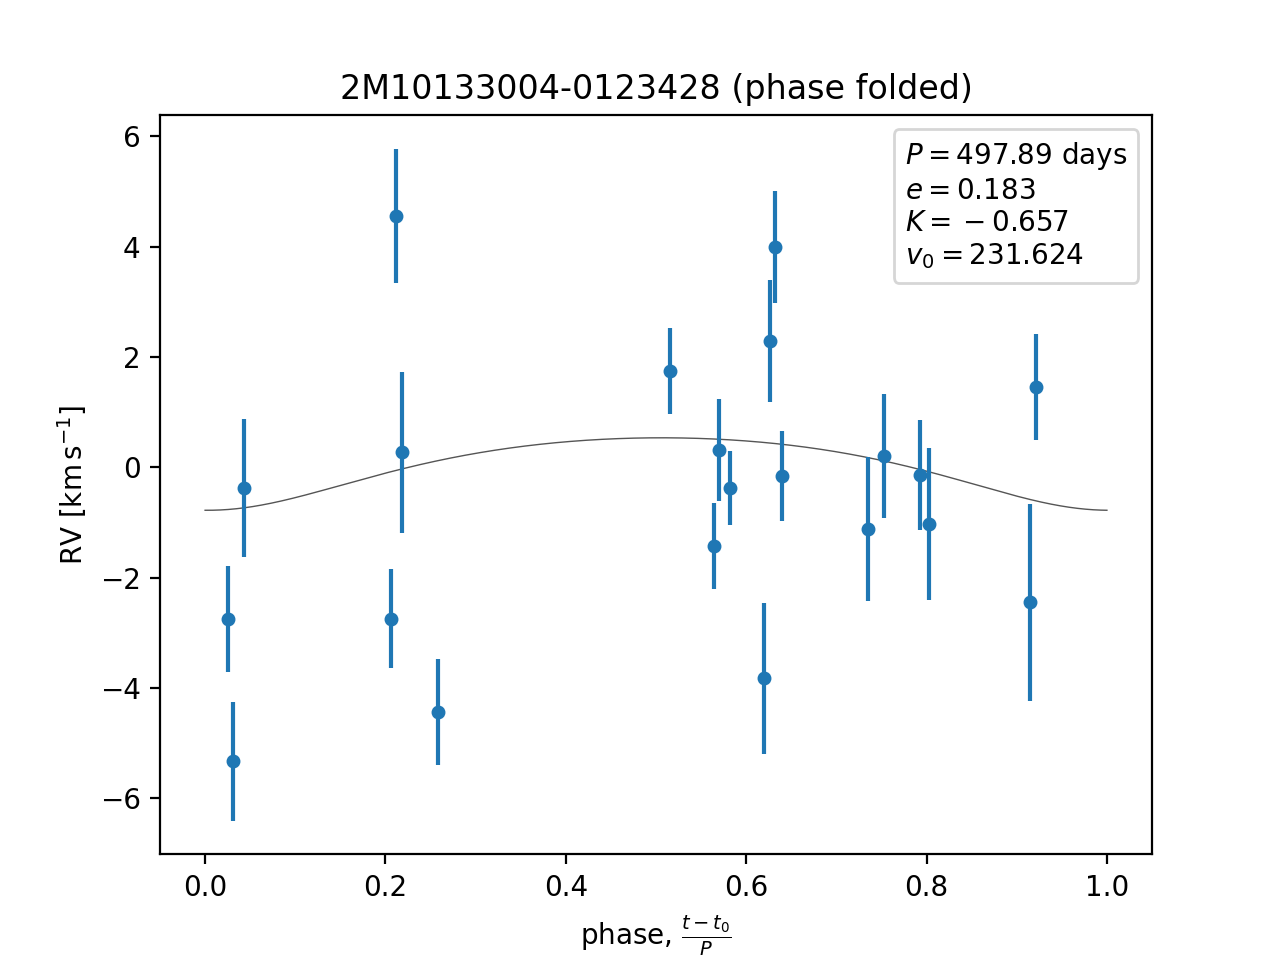 2M10133004-0123428 (phase folded)
P = 497.89 days
e = 0.183
K = −0.657
v₀ = 231.624
6
4
2
0
−2
−4
−6
RV [km s⁻¹]
0.0 0.2 0.4 0.6 0.8 1.0
phase, (t − t₀)/P